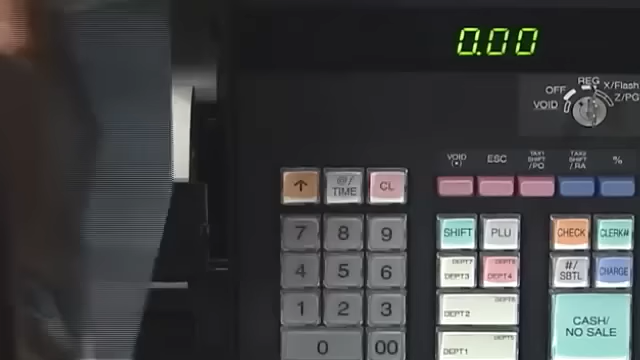 0.00
REG
OFF X/Flash
VOID Z/PG
VOID (•) ESC TAX1 SHIFT /PO TAX2 SHIFT /RA %
↑ @/TIME CL
7 8 9 SHIFT PLU CHECK CLERK#
4 5 6 DEPT7 DEPT3 DEPT8 DEPT4 #/SBTL CHARGE
1 2 3 DEPT6 DEPT2 CASH/
NO SALE
0 00 DEPT5 DEPT1